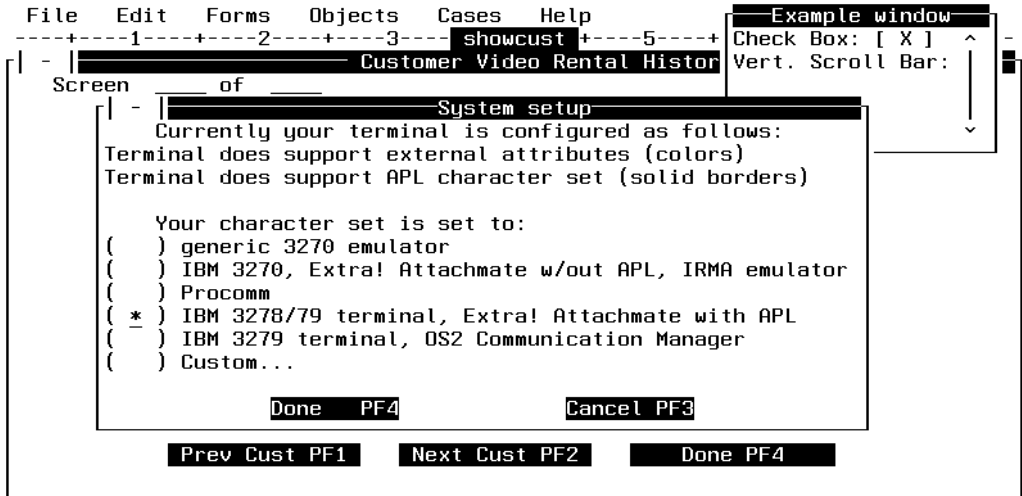 File Edit Forms Objects Cases Help
----+----1----+----2----+----3---- showcust +----5----+ -
Example window
Check Box: [ X ] ^
Vert. Scroll Bar:
- Customer Video Rental Histor
Screen ____ of ____
- System setup
Currently your terminal is configured as follows:
Terminal does support external attributes (colors)
Terminal does support APL character set (solid borders)
Your character set is set to:
( ) generic 3270 emulator
( ) IBM 3270, Extra! Attachmate w/out APL, IRMA emulator
( ) Procomm
( * ) IBM 3278/79 terminal, Extra! Attachmate with APL
( ) IBM 3279 terminal, OS2 Communication Manager
( ) Custom...
Done PF4 Cancel PF3
Prev Cust PF1 Next Cust PF2 Done PF4